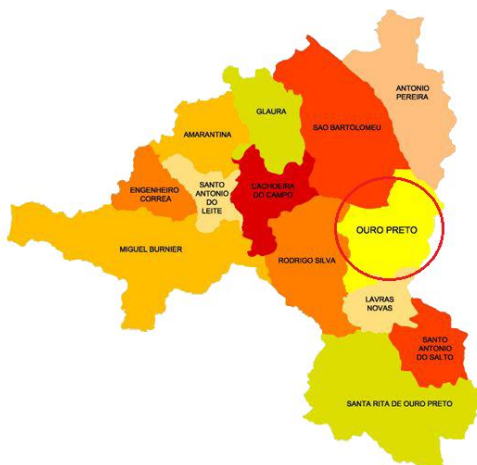 ANTONIO
PEREIRA
GLAURA
SAO BARTOLOMEU
AMARANTINA
ENGENHEIRO
CORREA
SANTO
ANTONIO
DO
LEITE
CACHOEIRA
DO CAMPO
OURO PRETO
MIGUEL BURNIER
RODRIGO SILVA
LAVRAS
NOVAS
SANTO
ANTONIO
DO SALTO
SANTA RITA DE OURO PRETO